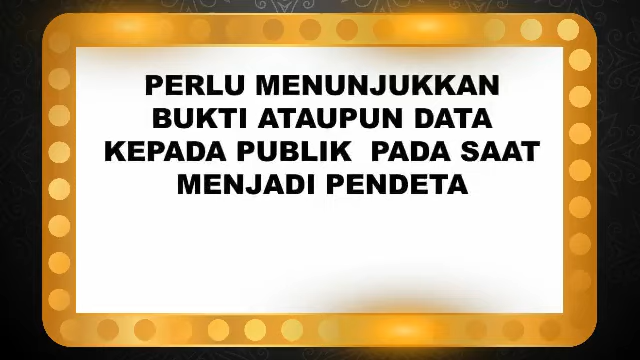 PERLU MENUNJUKKAN
BUKTI ATAUPUN DATA
KEPADA PUBLIK  PADA SAAT
MENJADI PENDETA